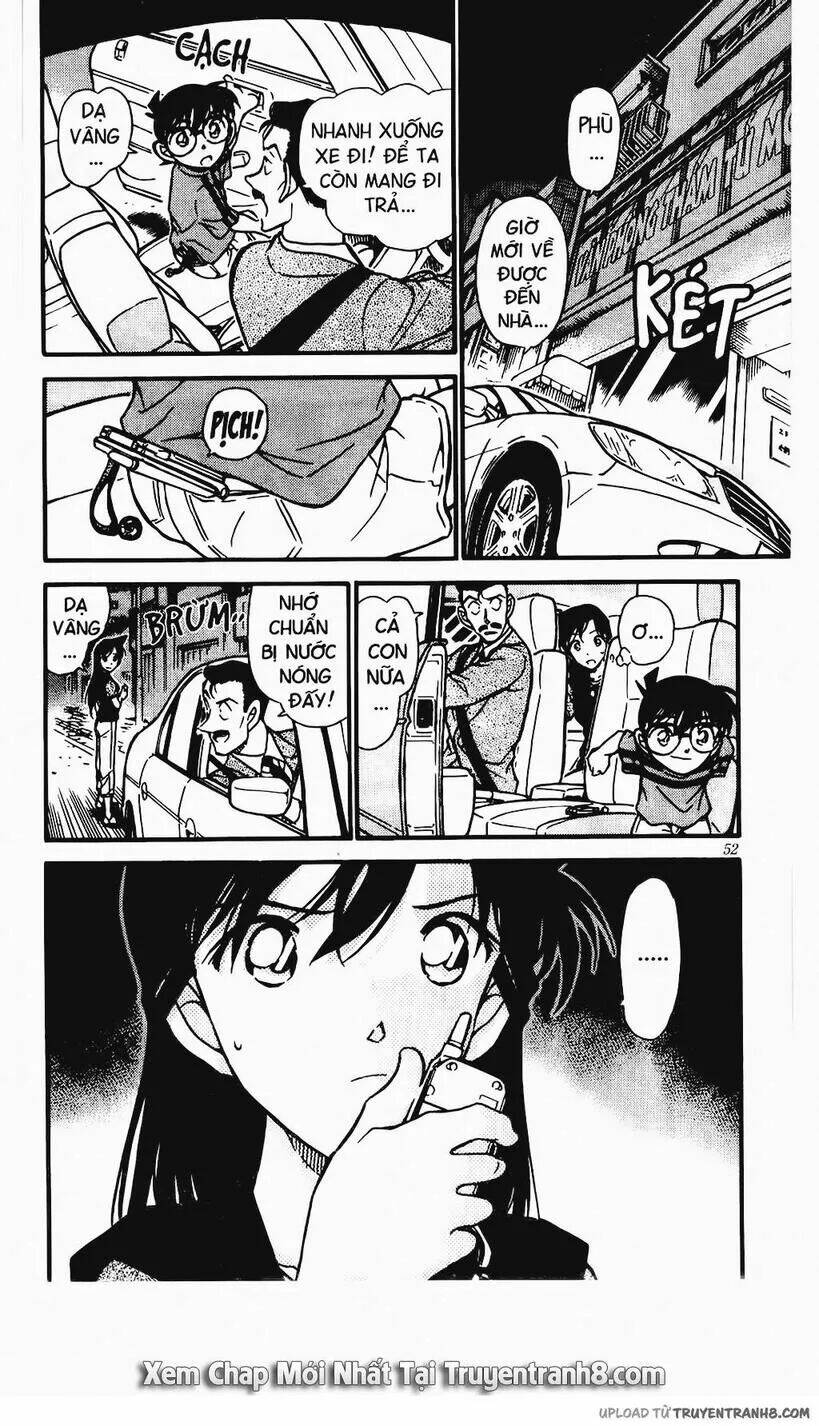 PHÙ
...
GIỜ
MỚI VỀ
ĐƯỢC
ĐẾN
NHÀ...
KÉT
CẠCH
NHANH XUỐNG
XE ĐI! ĐỂ TA
CÒN MANG ĐI
TRẢ...
DẠ
VÂNG
...
PỊCH!
Ơ...
CẢ
CON
NỮA
...
NHỚ
CHUẨN
BỊ NƯỚC
NÓNG ĐẤY!
BRỪM
DẠ
VÂNG
...
52
.....
Xem Chap Mới Nhất Tại Truyentranh8.com
UPLOAD TỪ TRUYENTRANH8.COM